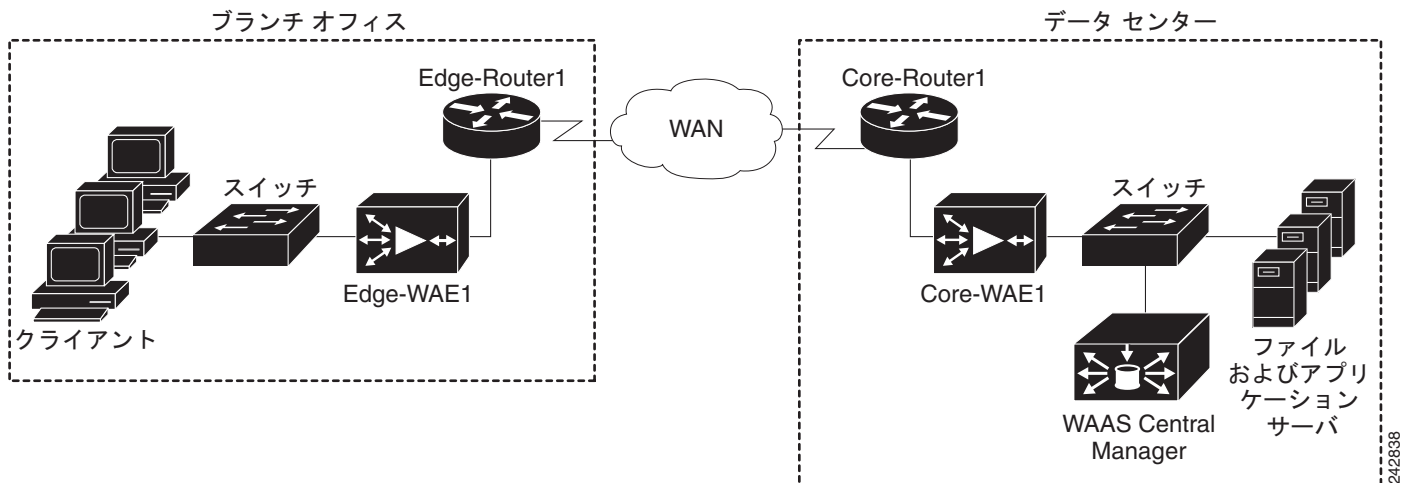 ブランチ オフィス
データ センター
Edge-Router1
WAN
Core-Router1
スイッチ
Edge-WAE1
クライアント
スイッチ
Core-WAE1
WAAS Central
Manager
ファイル
およびアプリ
ケーション
サーバ
242838